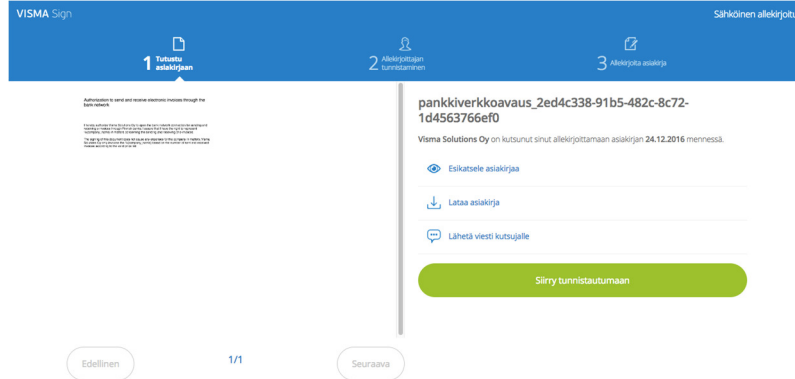 VISMA Sign
Sähköinen allekirjoitu
1 Tutustu
asiakirjaan
2 Allekirjoittajan
tunnistaminen
3 Allekirjoita asiakirja
Authorization to send and receive electronic invoices through the
bank network
pankkiverkkoavaus_2ed4c338-91b5-482c-8c72-
1d4563766ef0
Visma Solutions Oy on kutsunut sinut allekirjoittamaan asiakirjan 24.12.2016 mennessä.
Esikatsele asiakirjaa
Lataa asiakirja
Lähetä viesti kutsujalle
Siirry tunnistautumaan
Edellinen
1/1
Seuraava